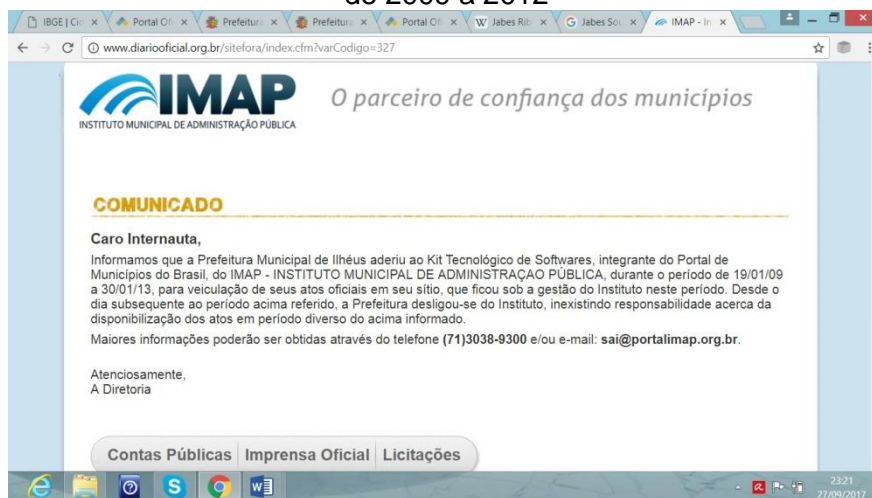 de 2009 a 2012
IBGE | Cid
Portal Ofi
Prefeitura
Prefeitura
Portal Ofi
Jabes Rib
Jabes Sou
IMAP - In
www.diariooficial.org.br/sitefora/index.cfm?varCodigo=327
IMAP
INSTITUTO MUNICIPAL DE ADMINISTRAÇÃO PÚBLICA
O parceiro de confiança dos municípios
COMUNICADO
Caro Internauta,
Informamos que a Prefeitura Municipal de Ilhéus aderiu ao Kit Tecnológico de Softwares, integrante do Portal de
Municípios do Brasil, do IMAP - INSTITUTO MUNICIPAL DE ADMINISTRAÇAO PÚBLICA, durante o período de 19/01/09
a 30/01/13, para veiculação de seus atos oficiais em seu sítio, que ficou sob a gestão do Instituto neste período. Desde o
dia subsequente ao período acima referido, a Prefeitura desligou-se do Instituto, inexistindo responsabilidade acerca da
disponibilização dos atos em período diverso do acima informado.
Maiores informações poderão ser obtidas através do telefone (71)3038-9300 e/ou e-mail: sai@portalimap.org.br.
Atenciosamente,
A Diretoria
Contas Públicas Imprensa Oficial Licitações
23:21
27/09/2017